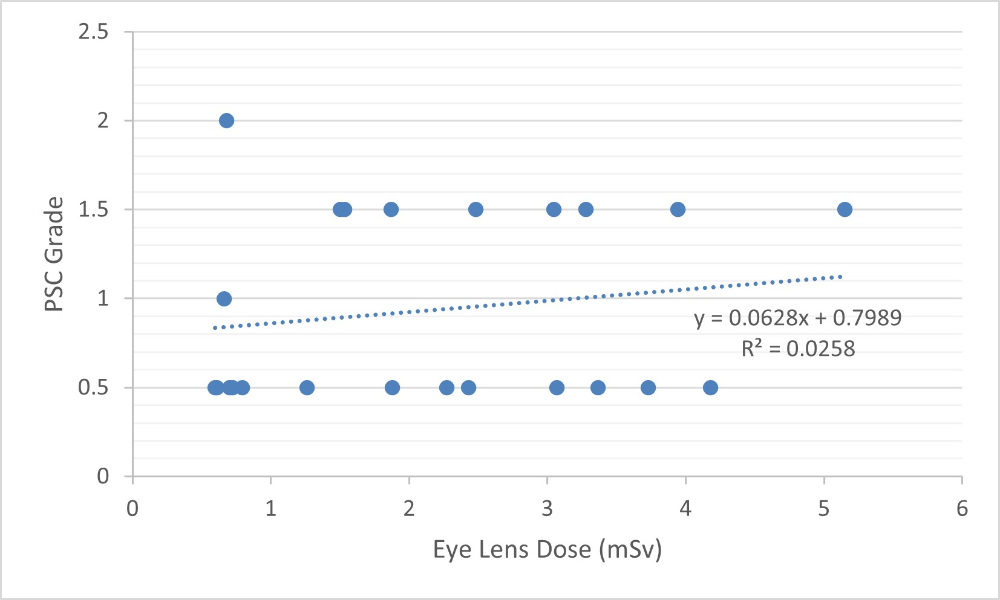 2.5
2
1.5
1
0.5
0
PSC Grade
y = 0.0628x + 0.7989
R² = 0.0258
0 1 2 3 4 5 6
Eye Lens Dose (mSv)